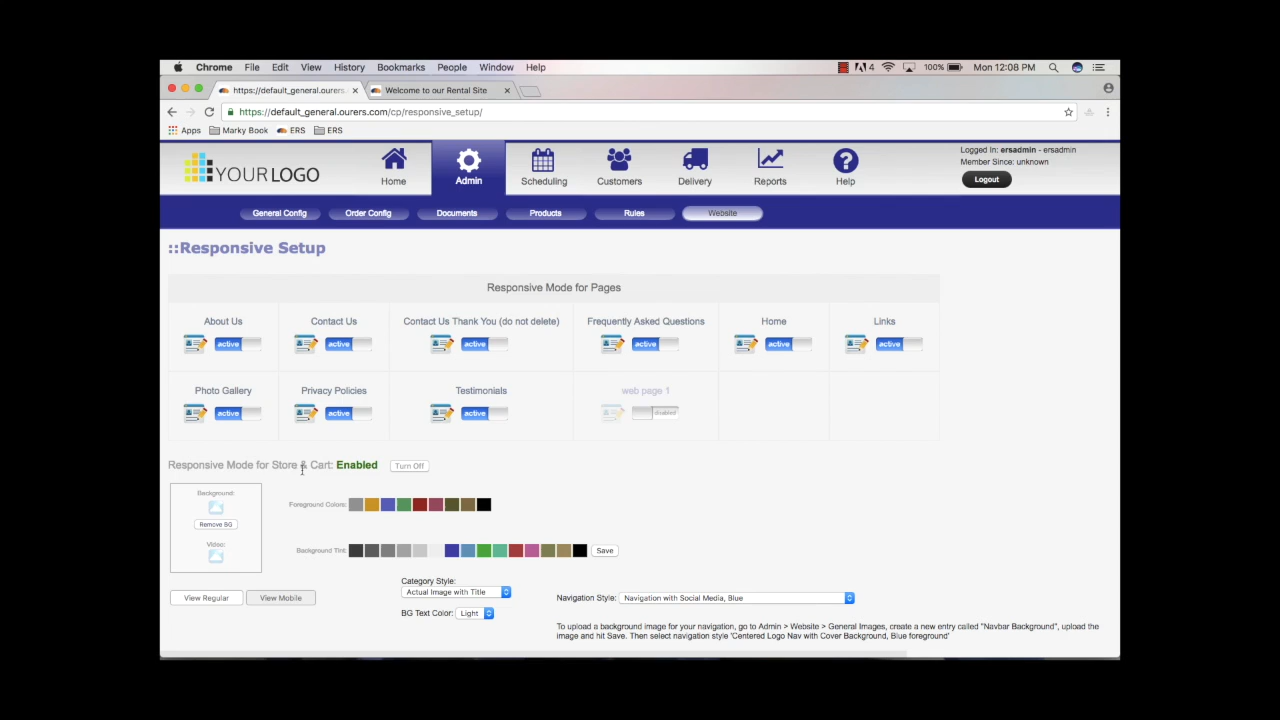 Chrome File Edit View History Bookmarks People Window Help 4 100% Mon 12:08 PM
https://default_general.ourers. Welcome to our Rental Site
https://default_general.ourers.com/cp/responsive_setup/
Apps Marky Book ERS ERS
YOUR LOGO
Home Admin Scheduling Customers Delivery Reports Help
Logged In: ersadmin - ersadmin
Member Since: unknown
Logout
General Config Order Config Documents Products Rules Website
::Responsive Setup
Responsive Mode for Pages
About Us Contact Us Contact Us Thank You (do not delete) Frequently Asked Questions Home Links
active active active active active active
Photo Gallery Privacy Policies Testimonials web page 1
active active active disabled
Responsive Mode for Store & Cart: Enabled Turn Off
Background:
Remove BG
Video:
Foreground Colors:
Background Tint: Save
View Regular View Mobile
Category Style:
Actual Image with Title
BG Text Color: Light
Navigation Style: Navigation with Social Media, Blue
To upload a background image for your navigation, go to Admin > Website > General Images, create a new entry called "Navbar Background", upload the
image and hit Save. Then select navigation style 'Centered Logo Nav with Cover Background, Blue foreground'